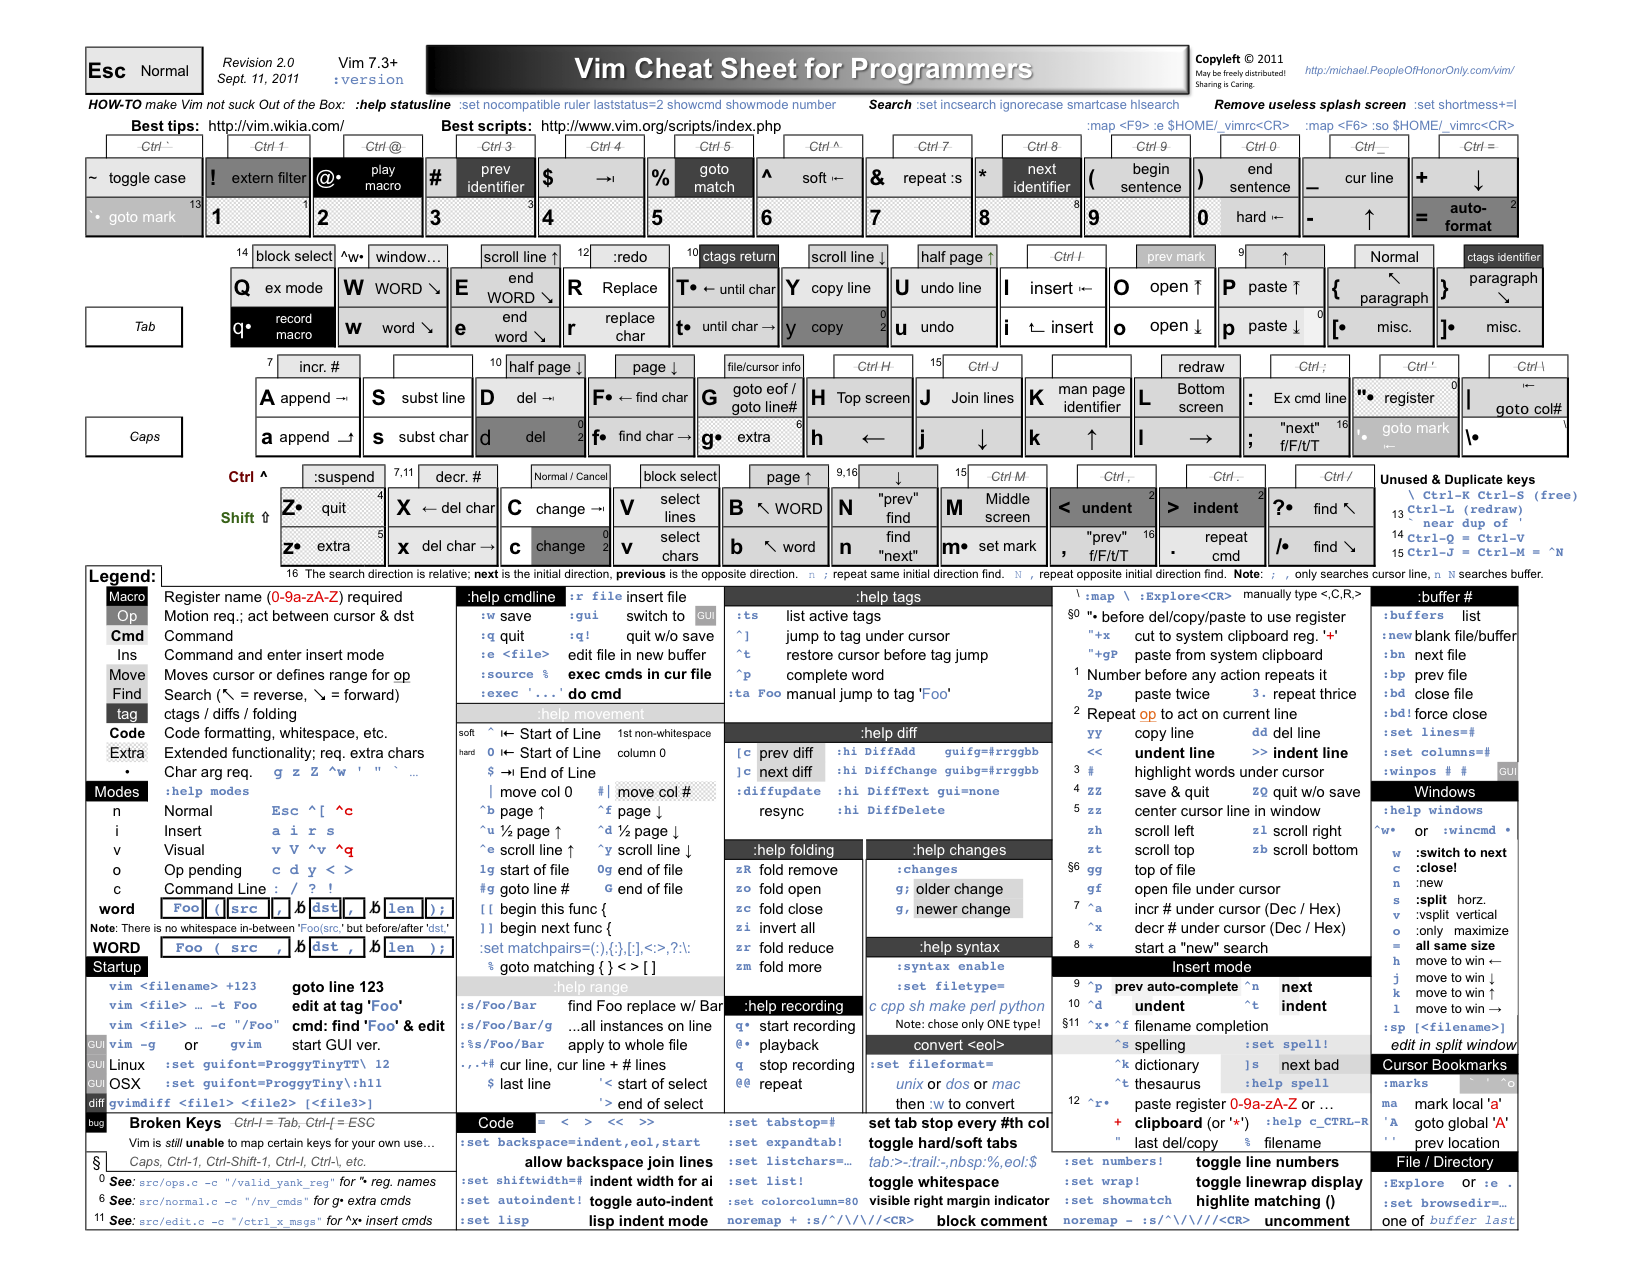 Esc Normal
Revision 2.0
Sept. 11, 2011
Vim 7.3+
:version
Vim Cheat Sheet for Programmers
Copyleft © 2011
May be freely distributed!
Sharing is Caring.
http:/michael.PeopleOfHonorOnly.com/vim/
HOW-TO make Vim not suck Out of the Box: :help statusline :set nocompatible ruler laststatus=2 showcmd showmode number Search :set incsearch ignorecase smartcase hlsearch Remove useless splash screen :set shortmess+=I
Best tips: http://vim.wikia.com/ Best scripts: http://www.vim.org/scripts/index.php :map <F9> :e $HOME/_vimrc<CR> :map <F6> :so $HOME/_vimrc<CR>
Ctrl ` Ctrl 1 Ctrl @ Ctrl 3 Ctrl 4 Ctrl 5 Ctrl ^ Ctrl 7 Ctrl 8 Ctrl 9 Ctrl 0 Ctrl _ Ctrl =
~ toggle case ! extern filter @• play macro # prev identifier $ →ı % goto match ^ soft ı← & repeat :s * next identifier ( begin sentence ) end sentence _ cur line + ↓
`• goto mark 13 1 1 2 3 3 4 5 6 7 8 8 9 0 hard ı← - ↑ = auto-format 2
14 block select ^w• window… scroll line ↑ 12 :redo 10 ctags return scroll line ↓ half page ↑ Ctrl I prev mark 9 ↑ Normal ctags identifier
Q ex mode W WORD ↘ E end WORD ↘ R Replace T• ← until char Y copy line U undo line I insert ı← O open ↑ P paste ↑ { ↖ paragraph } paragraph ↘
Tab q• record macro w word ↘ e end word ↘ r replace char t• until char → y copy 0 2 u undo i insert o open ↓ p paste ↓ 0 [• misc. ]• misc.
7 incr. # 10 half page ↓ page ↓ file/cursor info Ctrl H 15 Ctrl J redraw Ctrl ; Ctrl ' Ctrl \
A append →ı S subst line D del →ı F• ← find char G goto eof / goto line# H Top screen J Join lines K man page identifier L Bottom screen : Ex cmd line "• register 0 | ı← goto col#
Caps a append s subst char d del 0 2 f• find char → g• extra 6 h ← j ↓ k ↑ l → ; "next" f/F/t/T 16 '• goto mark ı← \• \
Ctrl ^ :suspend 7,11 decr. # Normal / Cancel block select page ↑ 9,16 ↓ 15 Ctrl M Ctrl , Ctrl . Ctrl / Unused & Duplicate keys
Shift ⇧ Z• quit 4 X ← del char C change →ı V select lines B ↖ WORD N "prev" find M Middle screen < undent 2 > indent 2 ?• find ↖
z• extra 5 x del char → c change 0 2 v select chars b ↖ word n find "next" m• set mark , "prev" f/F/t/T 16 . repeat cmd /• find ↘
\ Ctrl-K Ctrl-S (free)
13 Ctrl-L (redraw)
` near dup of '
14 Ctrl-Q = Ctrl-V
15 Ctrl-J = Ctrl-M = ^N
16 The search direction is relative; next is the initial direction, previous is the opposite direction. n ; repeat same initial direction find. N , repeat opposite initial direction find. Note: ; , only searches cursor line, n N searches buffer.
Legend:
Macro Register name (0-9a-zA-Z) required
Op Motion req.; act between cursor & dst
Cmd Command
Ins Command and enter insert mode
Move Moves cursor or defines range for op
Find Search (↖ = reverse, ↘ = forward)
tag ctags / diffs / folding
Code Code formatting, whitespace, etc.
Extra Extended functionality; req. extra chars
• Char arg req. g z Z ^w ' " ` …
Modes :help modes
n Normal Esc ^[ ^c
i Insert a i r s
v Visual v V ^v ^q
o Op pending c d y < >
c Command Line : / ? !
word Foo ( src , ␢ dst , ␢ len );
Note: There is no whitespace in-between 'Foo(src,' but before/after 'dst,'
WORD Foo ( src , ␢ dst , ␢ len );
Startup
vim <filename> +123 goto line 123
vim <file> … -t Foo edit at tag 'Foo'
vim <file> … -c "/Foo" cmd: find 'Foo' & edit
GUI vim -g or gvim start GUI ver.
GUI Linux :set guifont=ProggyTinyTT\ 12
GUI OSX :set guifont=ProggyTiny\:h11
diff gvimdiff <file1> <file2> [<file3>]
bug Broken Keys Ctrl-I = Tab, Ctrl-[ = ESC
Vim is still unable to map certain keys for your own use…
§ Caps, Ctrl-1, Ctrl-Shift-1, Ctrl-I, Ctrl-\, etc.
0 See: src/ops.c -c "/valid_yank_reg" for "• reg. names
6 See: src/normal.c -c "/nv_cmds" for g• extra cmds
11 See: src/edit.c -c "/ctrl_x_msgs" for ^x• insert cmds
:help cmdline :r file insert file
:w save :gui switch to GUI
:q quit :q! quit w/o save
:e <file> edit file in new buffer
:source % exec cmds in cur file
:exec '...' do cmd
:help movement
soft ^ ı← Start of Line 1st non-whitespace
hard 0 ı← Start of Line column 0
$ →ı End of Line
| move col 0 #| move col #
^b page ↑ ^f page ↓
^u ½ page ↑ ^d ½ page ↓
^e scroll line ↑ ^y scroll line ↓
1g start of file 0g end of file
#g goto line # G end of file
[[ begin this func {
]] begin next func {
:set matchpairs=(:),{:},[:],<:>,?:\:
% goto matching { } < > [ ]
:help range
:s/Foo/Bar find Foo replace w/ Bar
:s/Foo/Bar/g ...all instances on line
:%s/Foo/Bar apply to whole file
.,.+# cur line, cur line + # lines
$ last line '< start of select
'> end of select
Code = < > << >>
:set backspace=indent,eol,start
allow backspace join lines
:set shiftwidth=# indent width for ai
:set autoindent! toggle auto-indent
:set lisp lisp indent mode
:help tags
:ts list active tags
^] jump to tag under cursor
^t restore cursor before tag jump
^p complete word
:ta Foo manual jump to tag 'Foo'
:help diff
[c prev diff :hi DiffAdd guifg=#rrggbb
]c next diff :hi DiffChange guibg=#rrggbb
:diffupdate :hi DiffText gui=none
resync :hi DiffDelete
:help folding
zR fold remove
zo fold open
zc fold close
zi invert all
zr fold reduce
zm fold more
:help recording
q• start recording
@• playback
q stop recording
@@ repeat
:help changes
:changes
g; older change
g, newer change
:help syntax
:syntax enable
:set filetype=
c cpp sh make perl python
Note: chose only ONE type!
convert <eol>
:set fileformat=
unix or dos or mac
then :w to convert
:set tabstop=# set tab stop every #th col
:set expandtab! toggle hard/soft tabs
:set listchars=… tab:>-:trail:-,nbsp:%,eol:$
:set list! toggle whitespace
:set colorcolumn=80 visible right margin indicator
noremap + :s/^/\/\//<CR> block comment
\ :map \ :Explore<CR> manually type <,C,R,>
§0 "• before del/copy/paste to use register
"+x cut to system clipboard reg. '+'
"+gP paste from system clipboard
1 Number before any action repeats it
2p paste twice 3. repeat thrice
2 Repeat op to act on current line
yy copy line dd del line
<< undent line >> indent line
3 # highlight words under cursor
4 ZZ save & quit ZQ quit w/o save
5 zz center cursor line in window
zh scroll left zl scroll right
zt scroll top zb scroll bottom
§6 gg top of file
gf open file under cursor
7 ^a incr # under cursor (Dec / Hex)
^x decr # under cursor (Dec / Hex)
8 * start a "new" search
Insert mode
9 ^p prev auto-complete ^n next
10 ^d undent ^t indent
§11 ^x• ^f filename completion
^s spelling :set spell!
^k dictionary ]s next bad
^t thesaurus :help spell
12 ^r• paste register 0-9a-zA-Z or …
+ clipboard (or '*') :help c_CTRL-R
" last del/copy % filename
:set numbers! toggle line numbers
:set wrap! toggle linewrap display
:set showmatch highlite matching ()
noremap - :s/^\/\///<CR> uncomment
:buffer #
:buffers list
:new blank file/buffer
:bn next file
:bp prev file
:bd close file
:bd! force close
:set lines=#
:set columns=#
:winpos # # GUI
Windows
:help windows
^w• or :wincmd •
w :switch to next
c :close!
n :new
s :split horz.
v :vsplit vertical
o :only maximize
= all same size
h move to win ←
j move to win ↓
k move to win ↑
l move to win →
:sp [<filename>]
edit in split window
Cursor Bookmarks
:marks ` ' ^o
ma mark local 'a'
'A goto global 'A'
'' prev location
File / Directory
:Explore or :e .
:set browsedir=…
one of buffer last